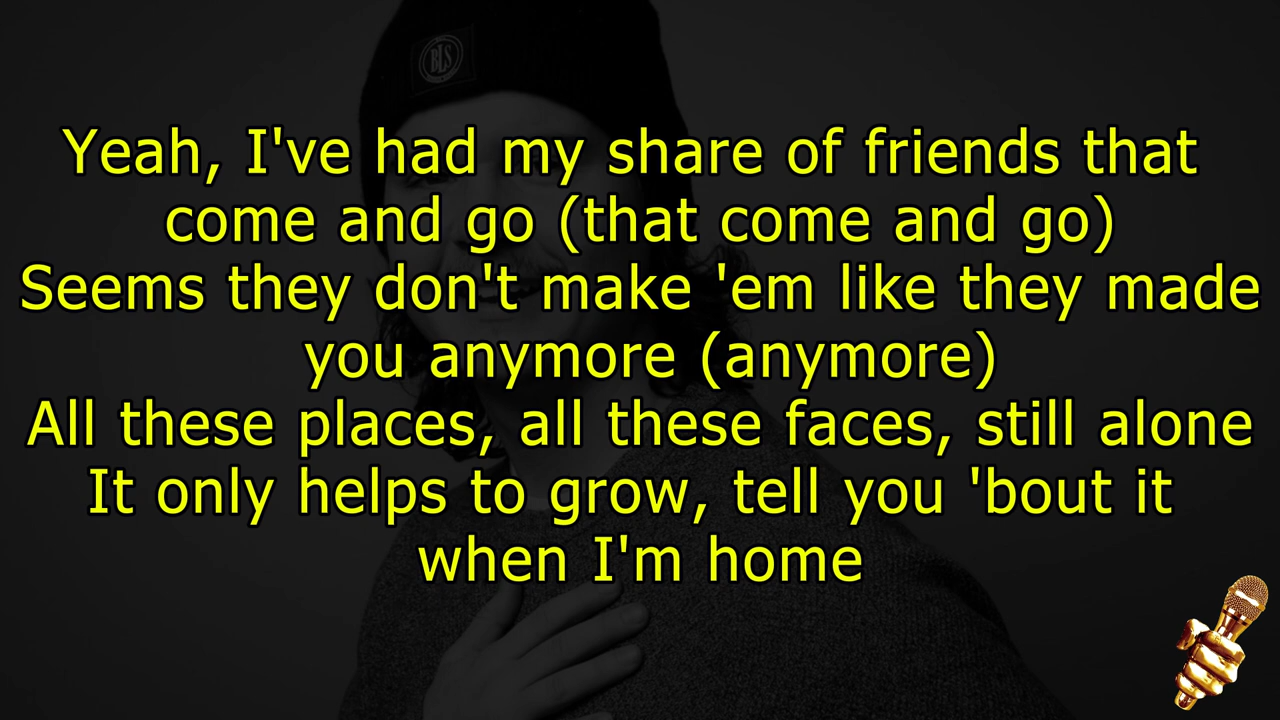 BLS
Yeah, I've had my share of friends that
come and go (that come and go)
Seems they don't make 'em like they made
you anymore (anymore)
All these places, all these faces, still alone
It only helps to grow, tell you 'bout it
when I'm home